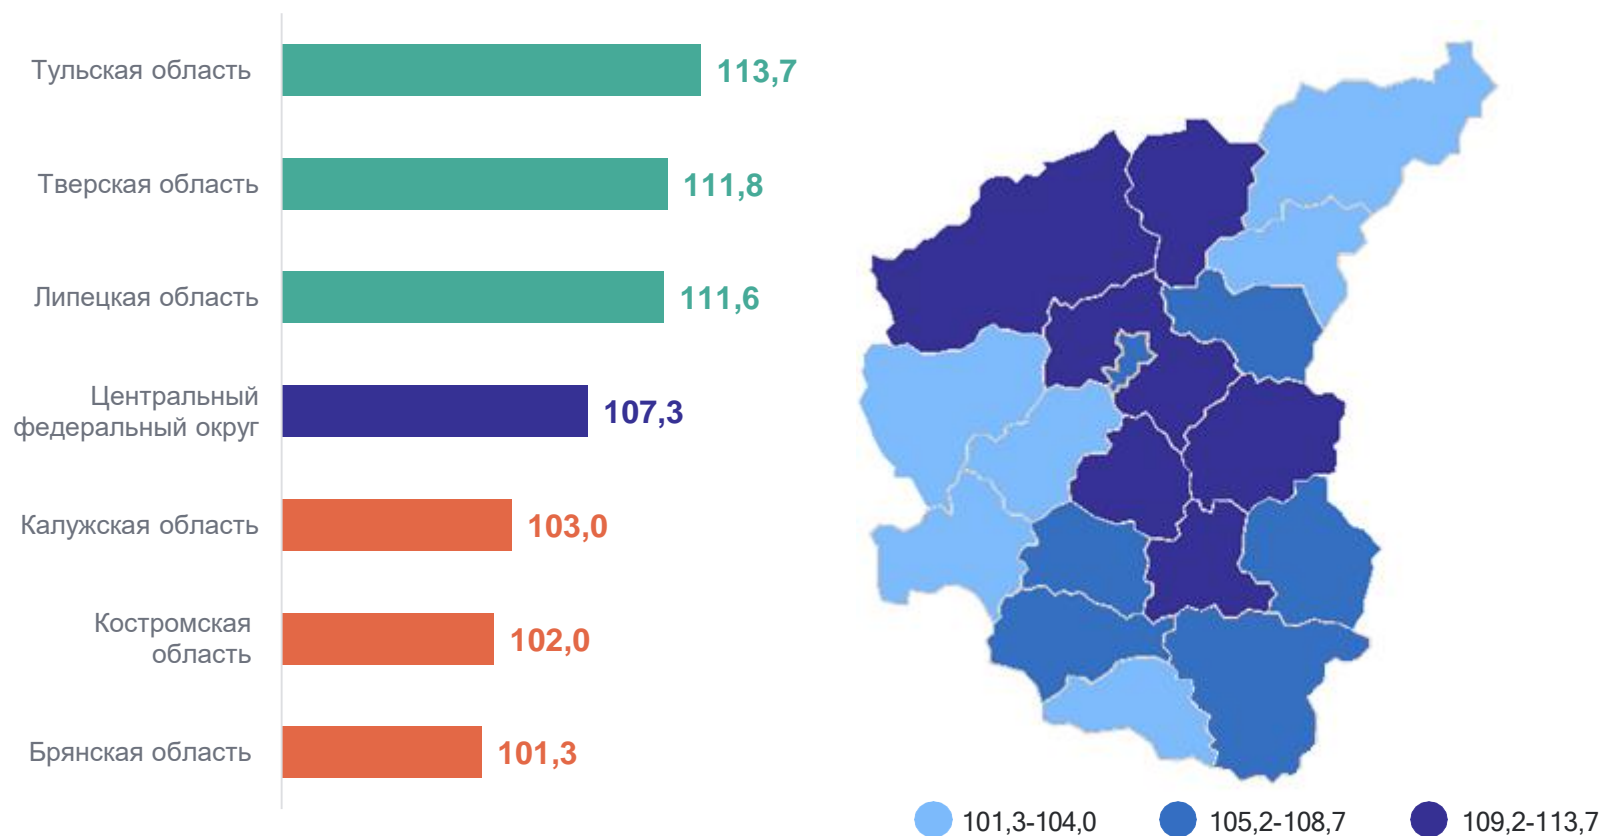 Тульская область
113,7
Тверская область
111,8
Липецкая область
111,6
Центральный
федеральный округ
107,3
Калужская область
103,0
Костромская
область
102,0
Брянская область
101,3
101,3-104,0
105,2-108,7
109,2-113,7